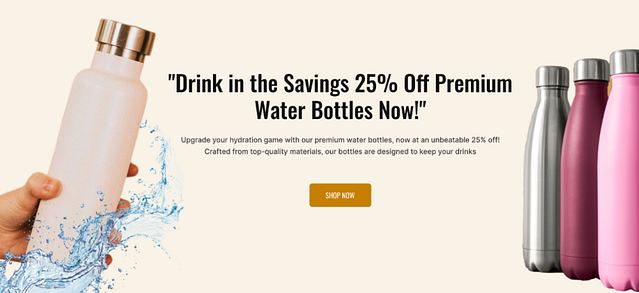 "Drink in the Savings 25% Off Premium
Water Bottles Now!"
Upgrade your hydration game with our premium water bottles, now at an unbeatable 25% off!
Crafted from top-quality materials, our bottles are designed to keep your drinks
SHOP NOW